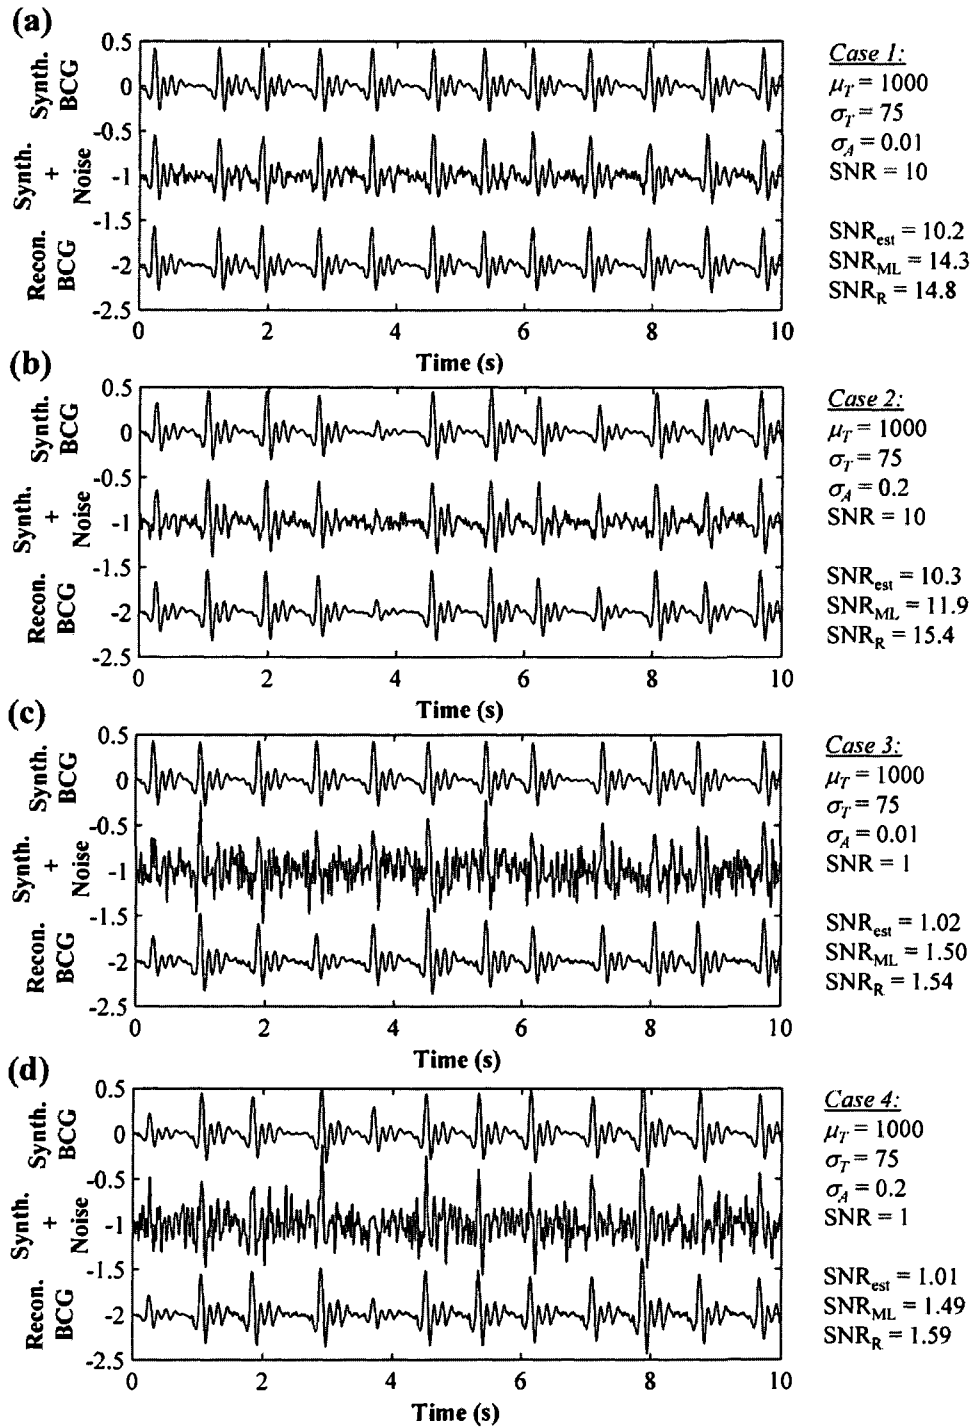 (a)
Synth.
BCG
Synth.
+
Noise
Recon.
BCG
0.5
0
-0.5
-1
-1.5
-2
-2.5
0 2 4 6 8 10
Time (s)
Case 1:
μT = 1000
σT = 75
σA = 0.01
SNR = 10
SNRest = 10.2
SNRML = 14.3
SNRR = 14.8
(b)
Synth.
BCG
Synth.
+
Noise
Recon.
BCG
0.5
0
-0.5
-1
-1.5
-2
-2.5
0 2 4 6 8 10
Time (s)
Case 2:
μT = 1000
σT = 75
σA = 0.2
SNR = 10
SNRest = 10.3
SNRML = 11.9
SNRR = 15.4
(c)
Synth.
BCG
Synth.
+
Noise
Recon.
BCG
0.5
0
-0.5
-1
-1.5
-2
-2.5
0 2 4 6 8 10
Time (s)
Case 3:
μT = 1000
σT = 75
σA = 0.01
SNR = 1
SNRest = 1.02
SNRML = 1.50
SNRR = 1.54
(d)
Synth.
BCG
Synth.
+
Noise
Recon.
BCG
0.5
0
-0.5
-1
-1.5
-2
-2.5
0 2 4 6 8 10
Time (s)
Case 4:
μT = 1000
σT = 75
σA = 0.2
SNR = 1
SNRest = 1.01
SNRML = 1.49
SNRR = 1.59